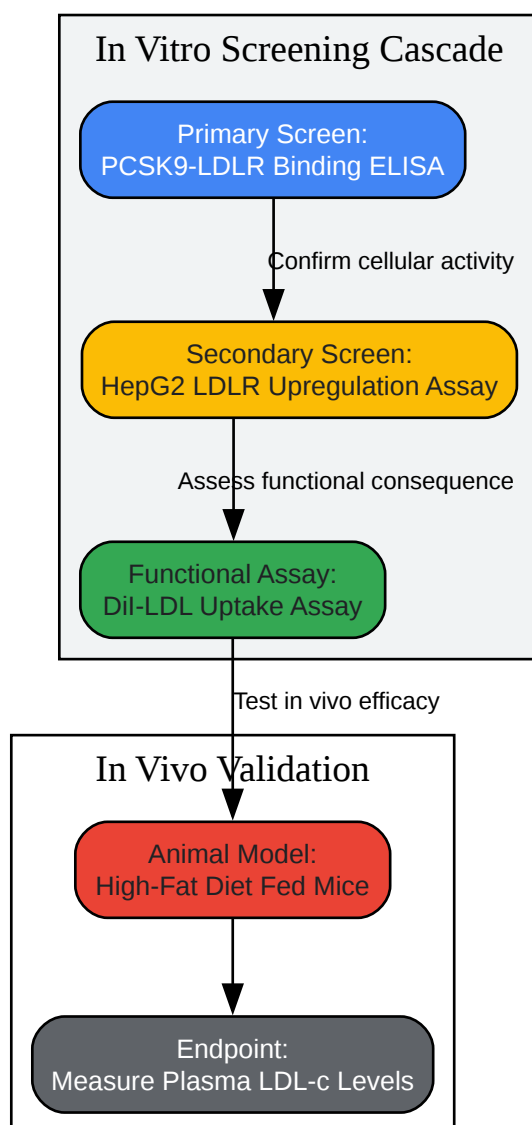 In Vitro Screening Cascade
Primary Screen:
PCSK9-LDLR Binding ELISA
Confirm cellular activity
Secondary Screen:
HepG2 LDLR Upregulation Assay
Assess functional consequence
Functional Assay:
DiI-LDL Uptake Assay
Test in vivo efficacy
In Vivo Validation
Animal Model:
High-Fat Diet Fed Mice
Endpoint:
Measure Plasma LDL-c Levels